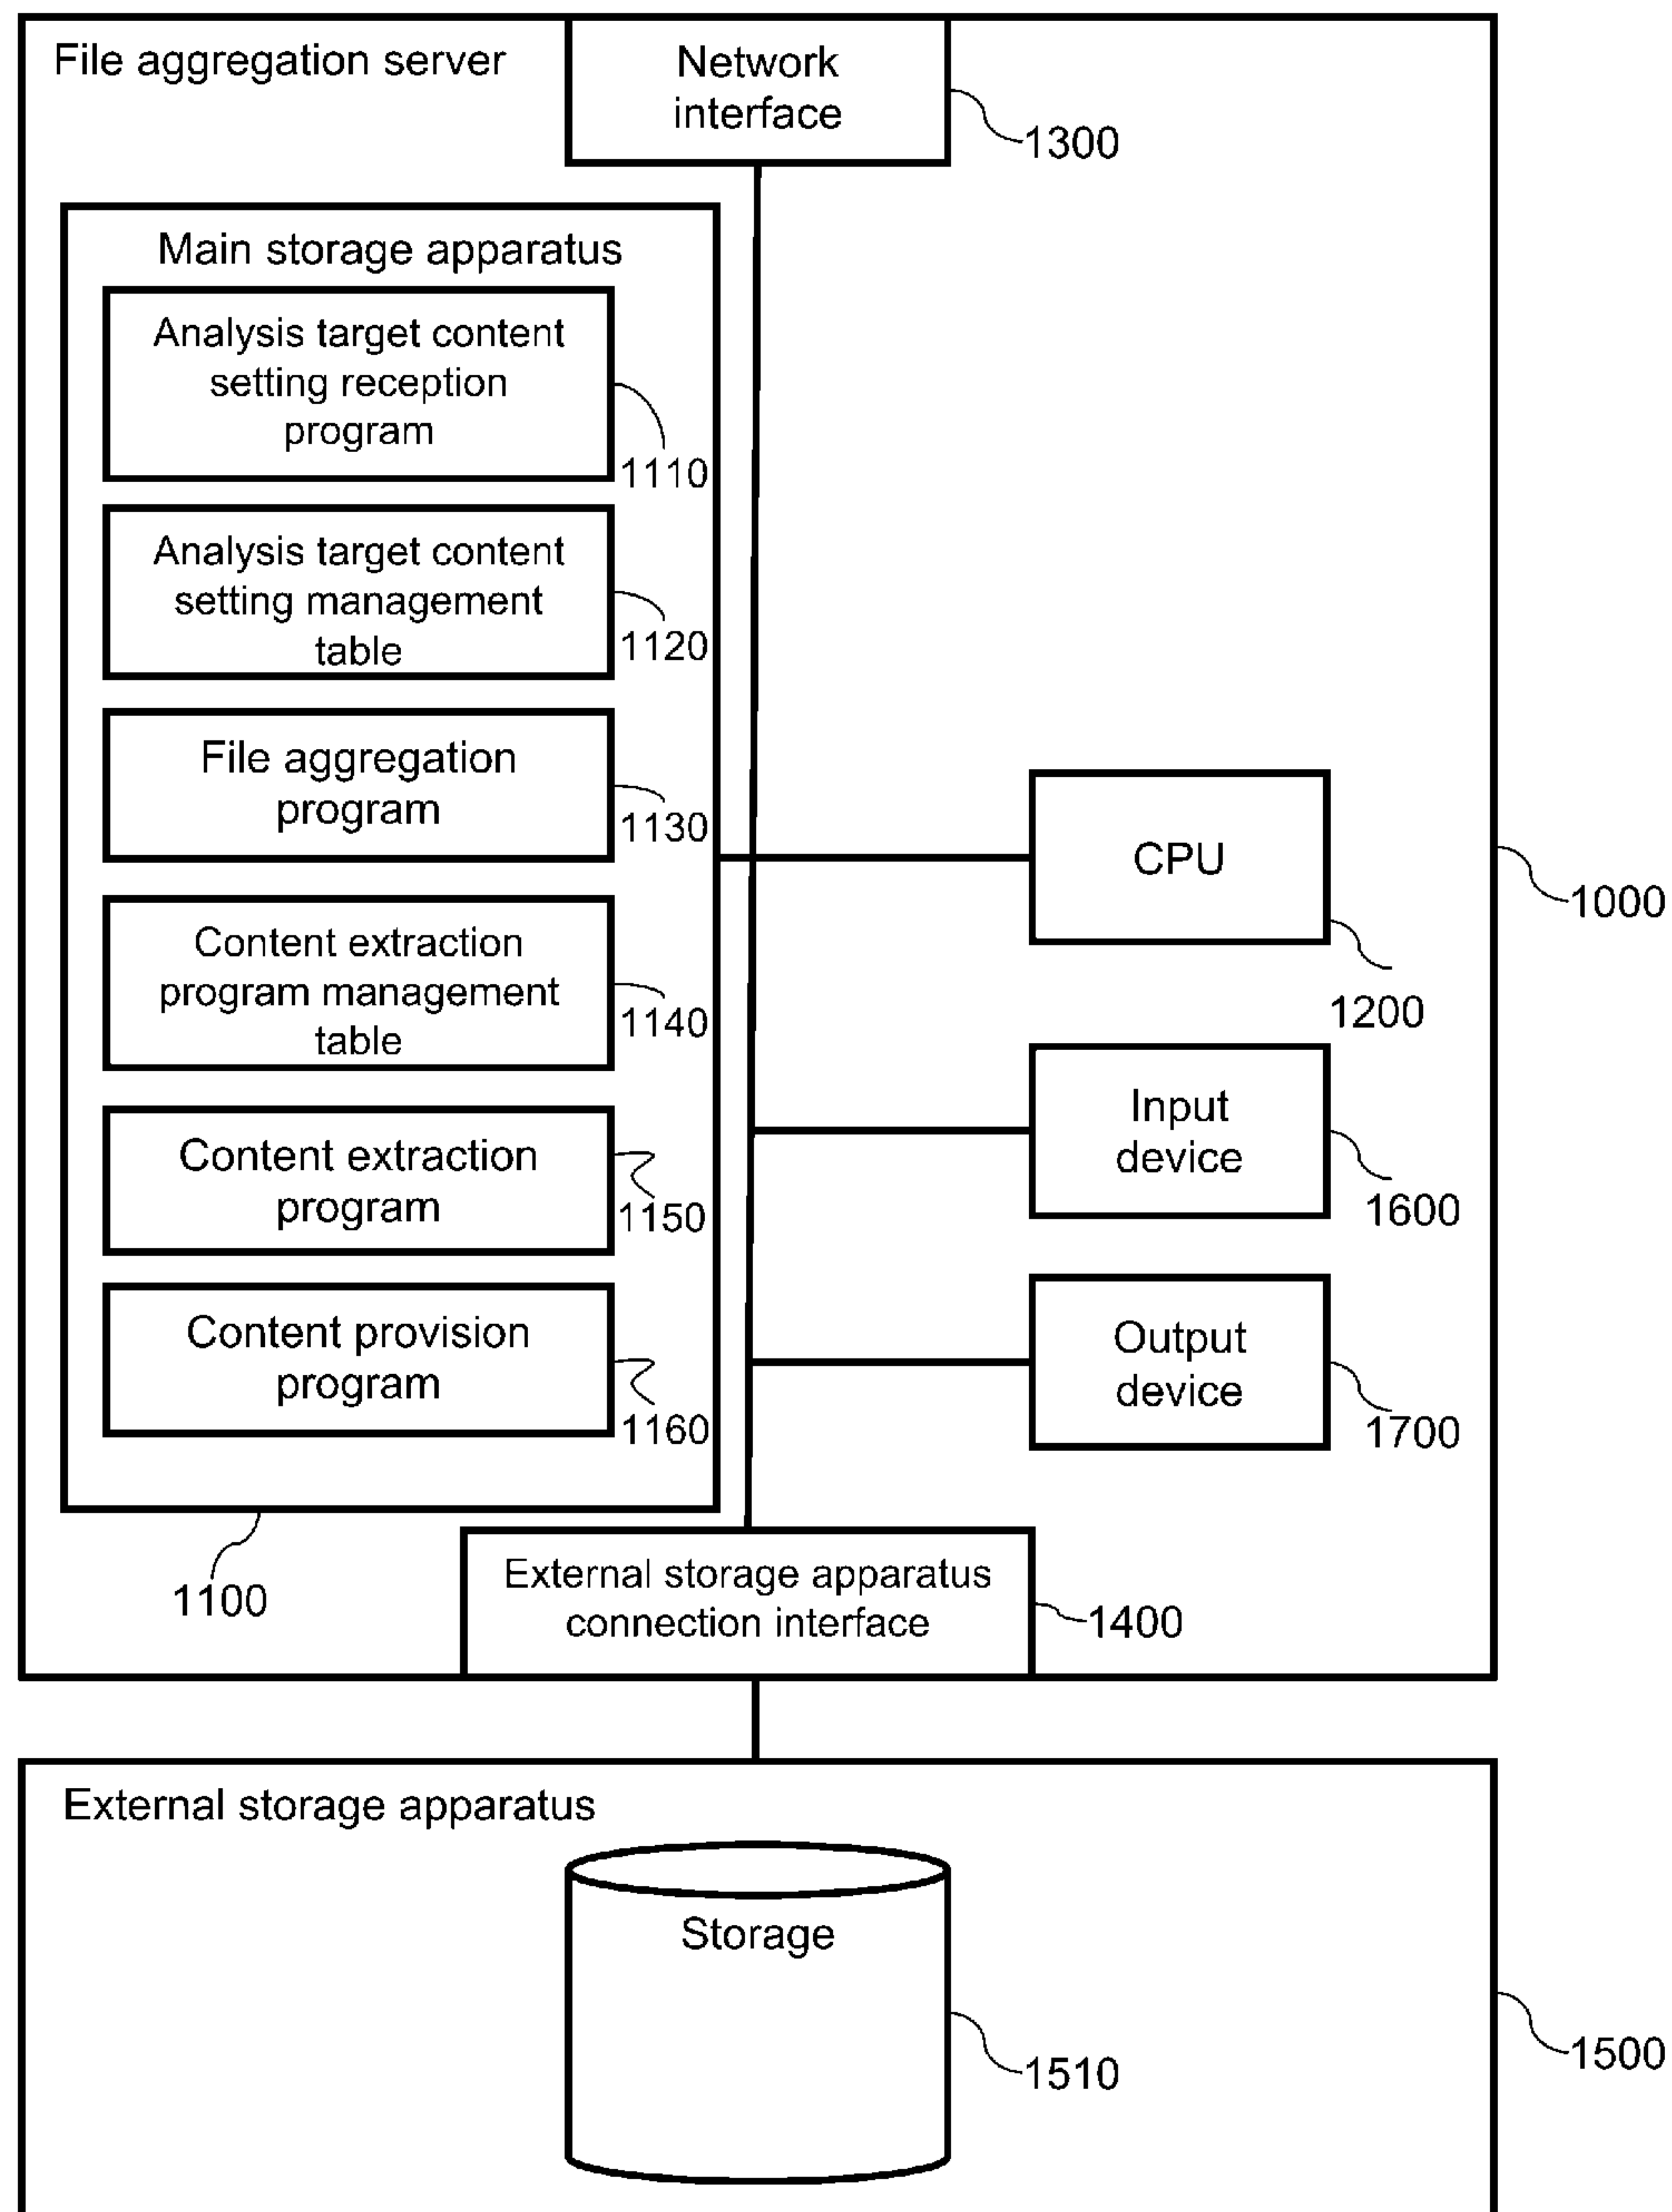 File aggregation server
Network
interface
1300
Main storage apparatus
Analysis target content
setting reception
program
1110
Analysis target content
setting management
table
1120
File aggregation
program
1130
CPU
1200
1000
Content extraction
program management
table
1140
Input
device
1600
Content extraction
program
1150
Output
device
1700
Content provision
program
1160
1100
External storage apparatus
connection interface
1400
External storage apparatus
Storage
1510
1500